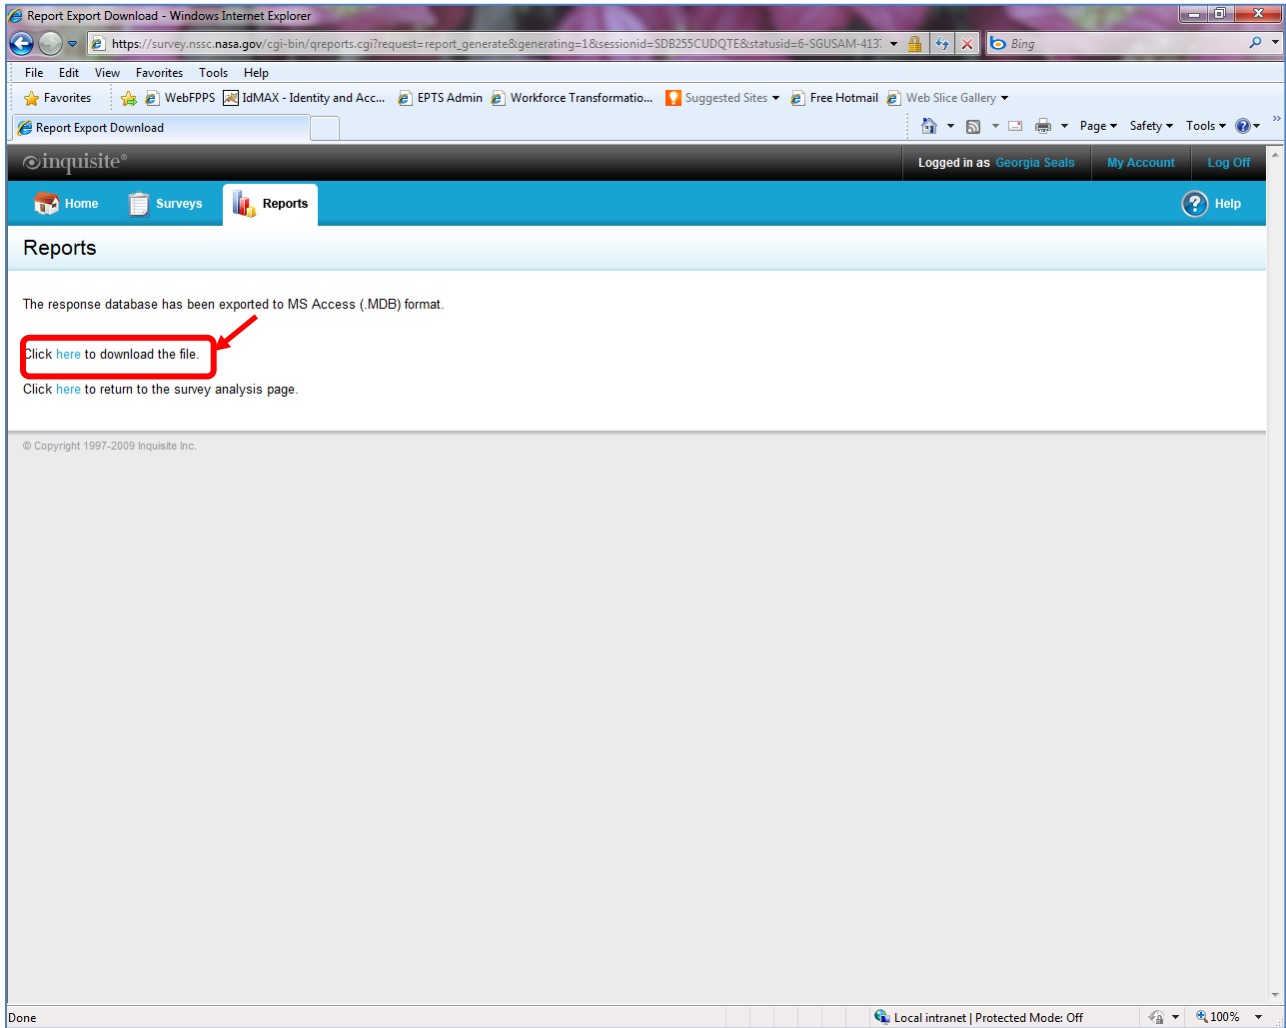 Report Export Download - Windows Internet Explorer
https://survey.nssc.nasa.gov/cgi-bin/qreports.cgi?request=report_generate&generating=1&sessionid=SDB255CUDQTE&statusid=6-SGUSAM-413
Bing
File Edit View Favorites Tools Help
Favorites WebFPPS IdMAX - Identity and Acc... EPTS Admin Workforce Transformatio... Suggested Sites Free Hotmail Web Slice Gallery
Report Export Download Page Safety Tools
inquisite® Logged in as Georgia Seals My Account Log Off
Home Surveys Reports Help
Reports
The response database has been exported to MS Access (.MDB) format.
Click here to download the file.
Click here to return to the survey analysis page.
© Copyright 1997-2009 Inquisite Inc.
Done Local intranet | Protected Mode: Off 100%